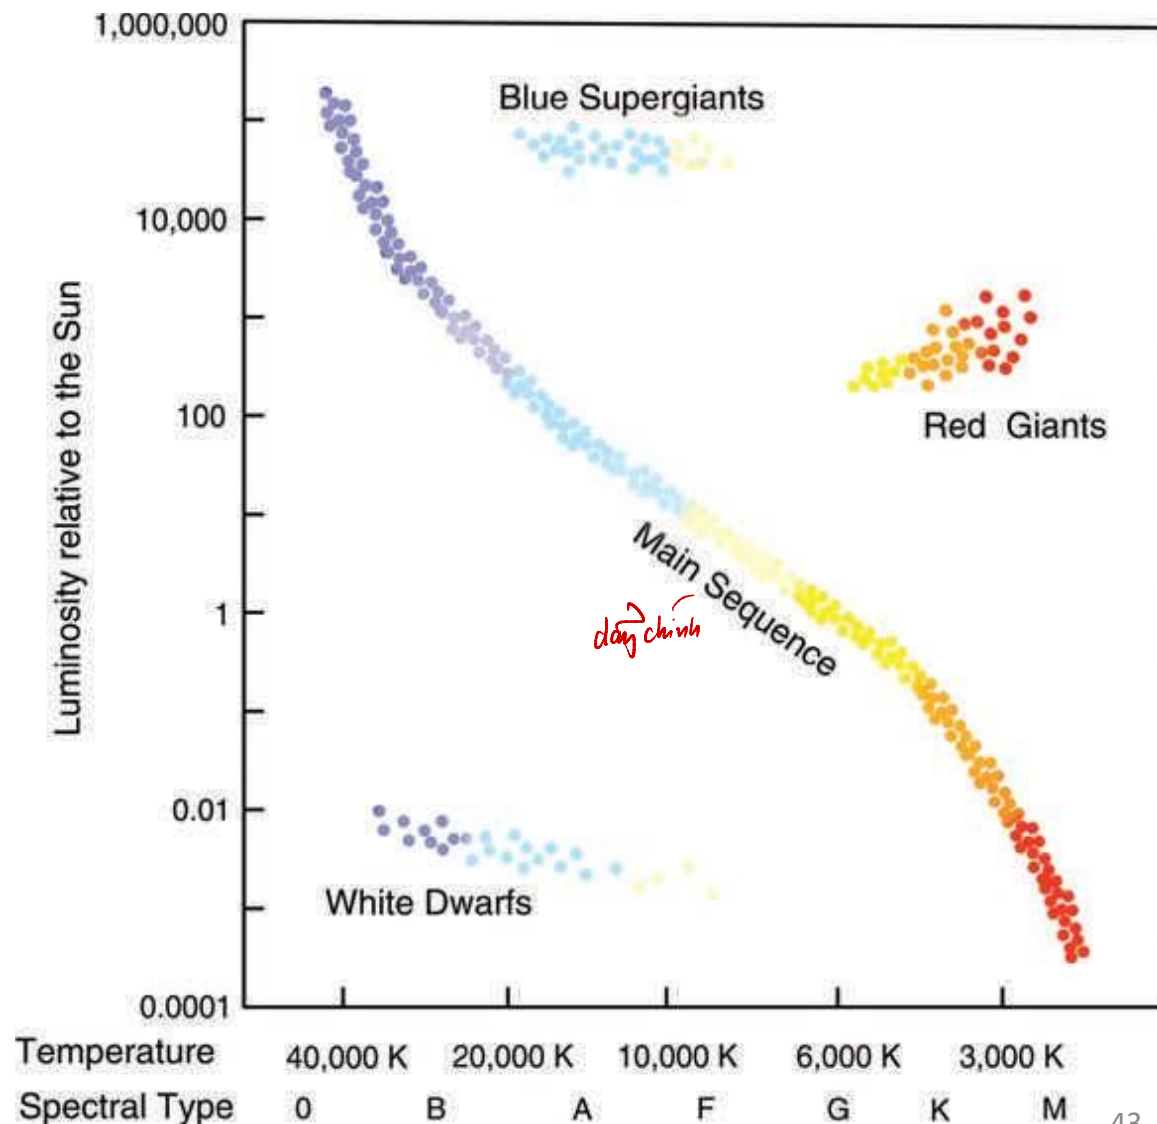 1,000,000
Blue Supergiants
10,000
Luminosity relative to the Sun
100
Red Giants
Main Sequence
1
dãy chính
0.01
White Dwarfs
0.0001
Temperature 40,000 K 20,000 K 10,000 K 6,000 K 3,000 K
Spectral Type 0 B A F G K M
43